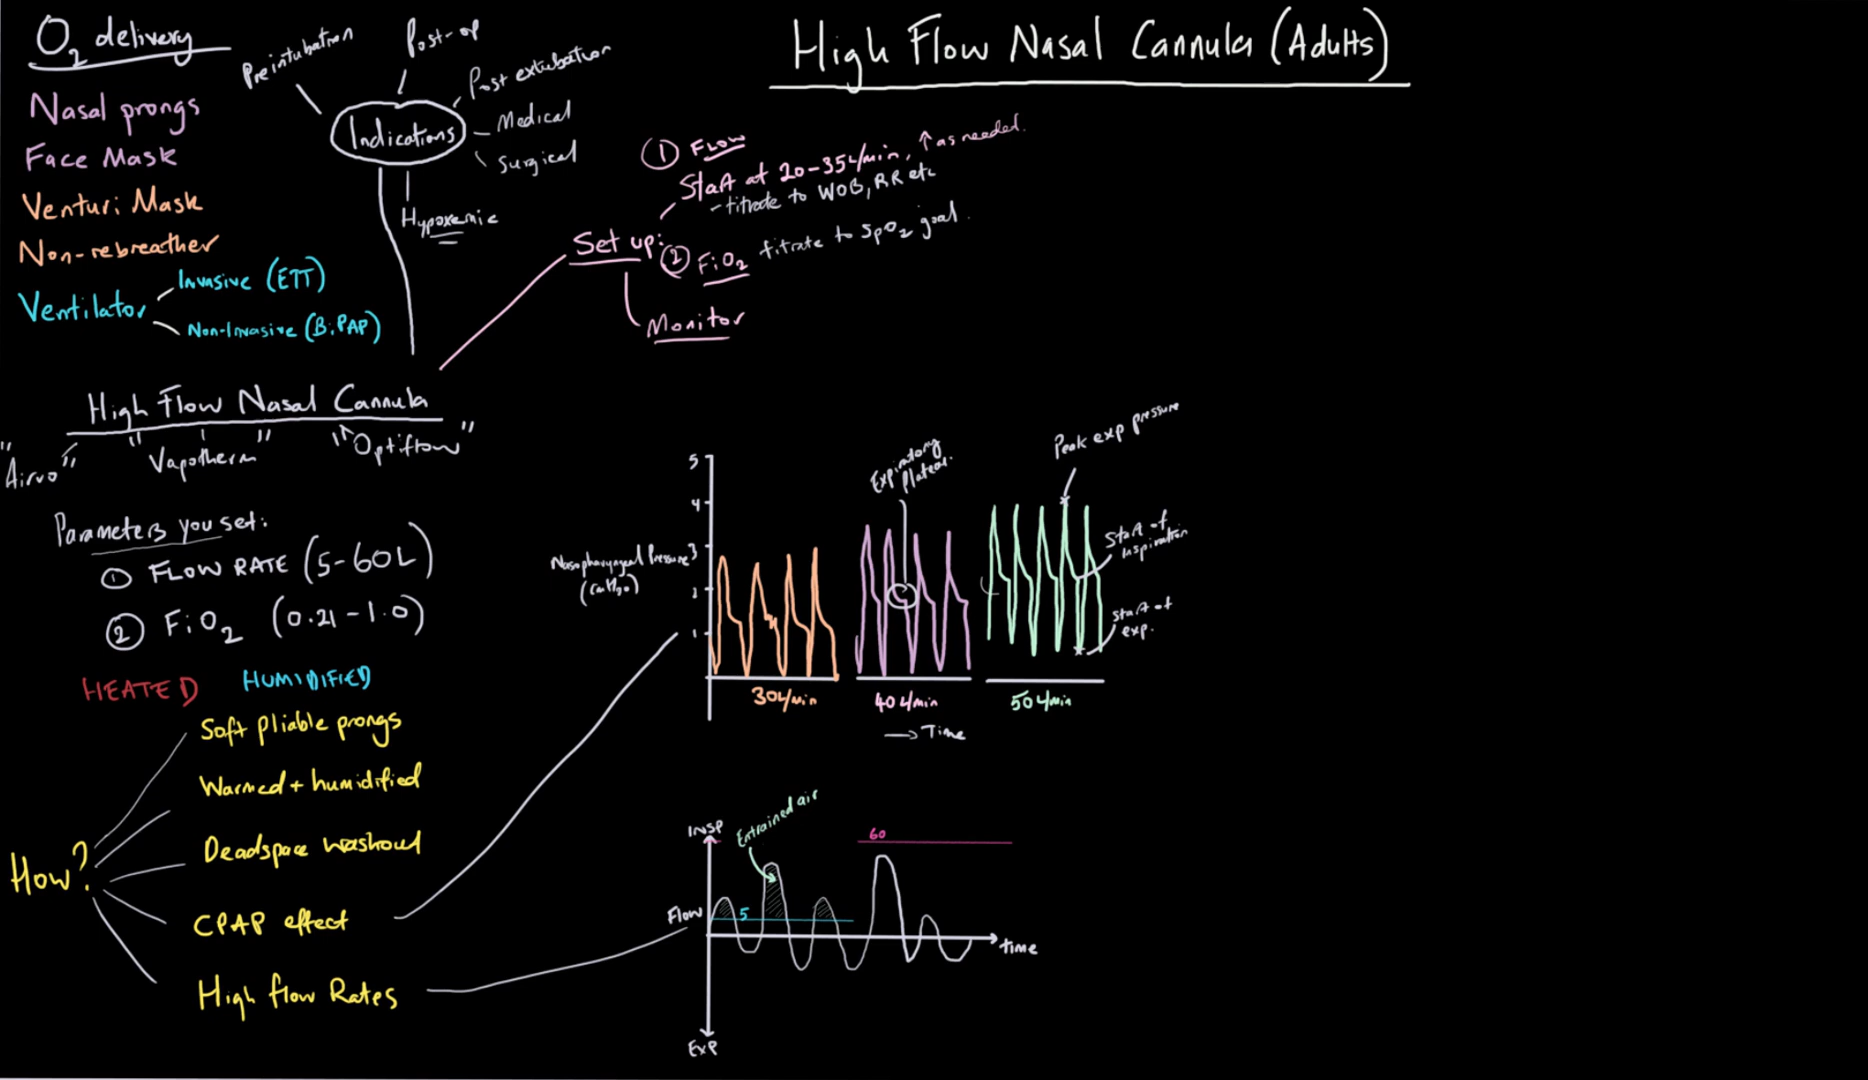 High Flow Nasal Cannula (Adults)
O₂ delivery
Nasal prongs
Face Mask
Venturi Mask
Non-rebreather
Ventilator
Invasive (ETT)
Non-Invasive (BiPAP)
Preintubation
Post-op
Post extubation
Indications
Medical
Surgical
Hypoxemic
Set up:
① Flow
Start at 20-35L/min, ↑ as needed.
- titrate to WOB, RR etc
② FiO₂ titrate to SpO₂ goal.
Monitor
High Flow Nasal Cannula
"Airvo"
"Vapotherm"
"Optiflow"
Parameters you set:
① FLOW RATE (5-60L)
② FiO₂ (0.21-1.0)
HEATED
HUMIDIFIED
How?
Soft pliable prongs
Warmed + humidified
Deadspace washout
CPAP effect
High flow Rates
Nasopharyngeal Pressure
(cmH₂O)
5
4
3
2
1
Expiratory
plateau.
Peak exp pressure
Start of
inspiration
Start of
exp.
30L/min
40L/min
50L/min
→ Time
INSP
Entrained air
60
Flow
5
time
Exp